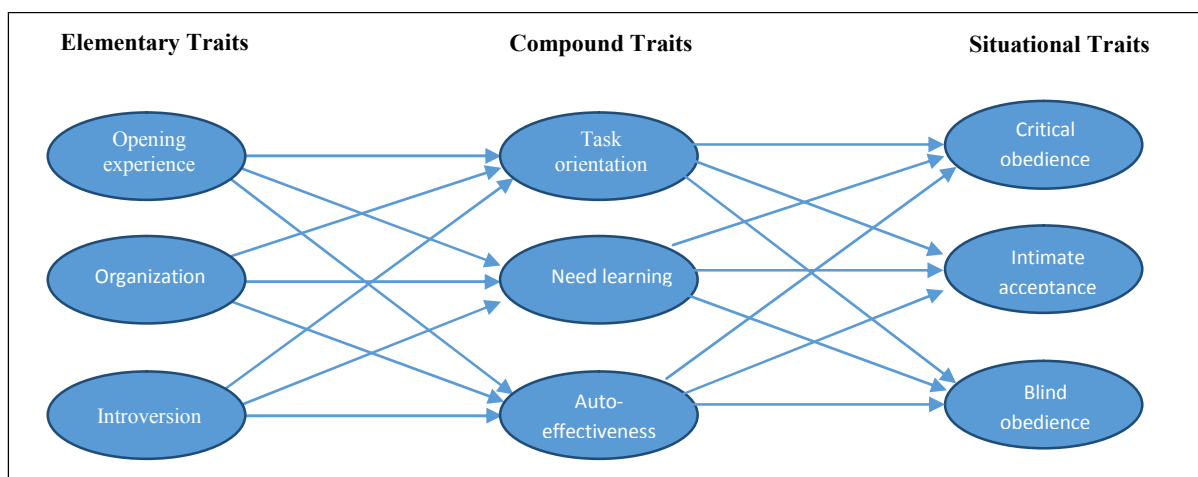 Elementary Traits
Compound Traits
Situational Traits
Opening
experience
Task
orientation
Critical
obedience
Organization
Need learning
Intimate
acceptance
Introversion
Auto-
effectiveness
Blind
obedience